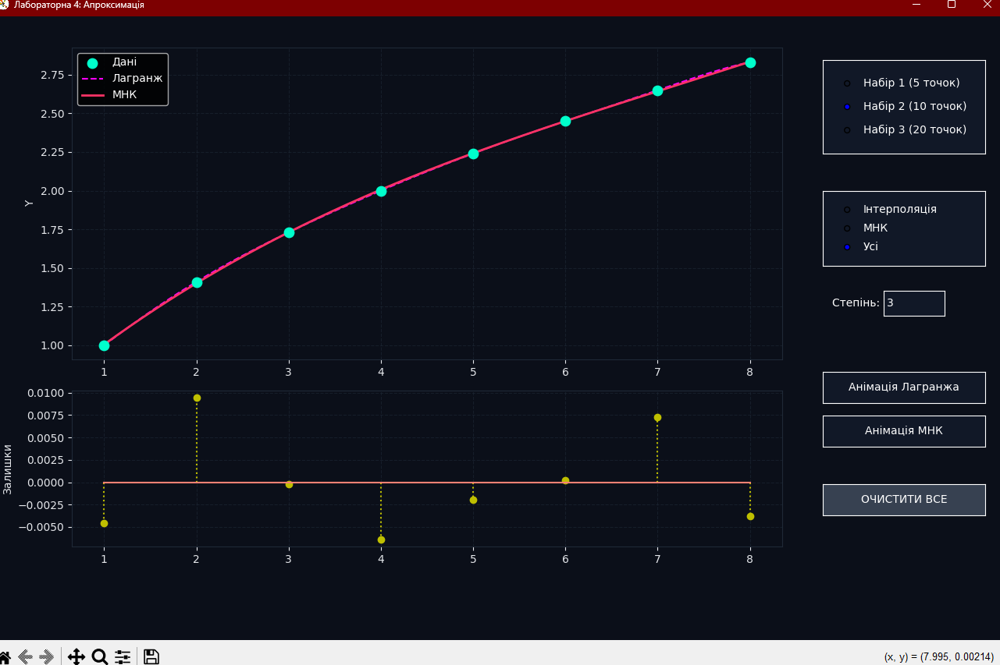 Лабораторна 4: Апроксимація
Дані
Лагранж
МНК
2.75
2.50
2.25
2.00
1.75
1.50
1.25
1.00
Y
1 2 3 4 5 6 7 8
0.0100
0.0075
0.0050
0.0025
0.0000
−0.0025
−0.0050
Залишки
1 2 3 4 5 6 7 8
Набір 1 (5 точок)
Набір 2 (10 точок)
Набір 3 (20 точок)
Інтерполяція
МНК
Усі
Степінь: 3
Анімація Лагранжа
Анімація МНК
ОЧИСТИТИ ВСЕ
(x, y) = (7.995, 0.00214)